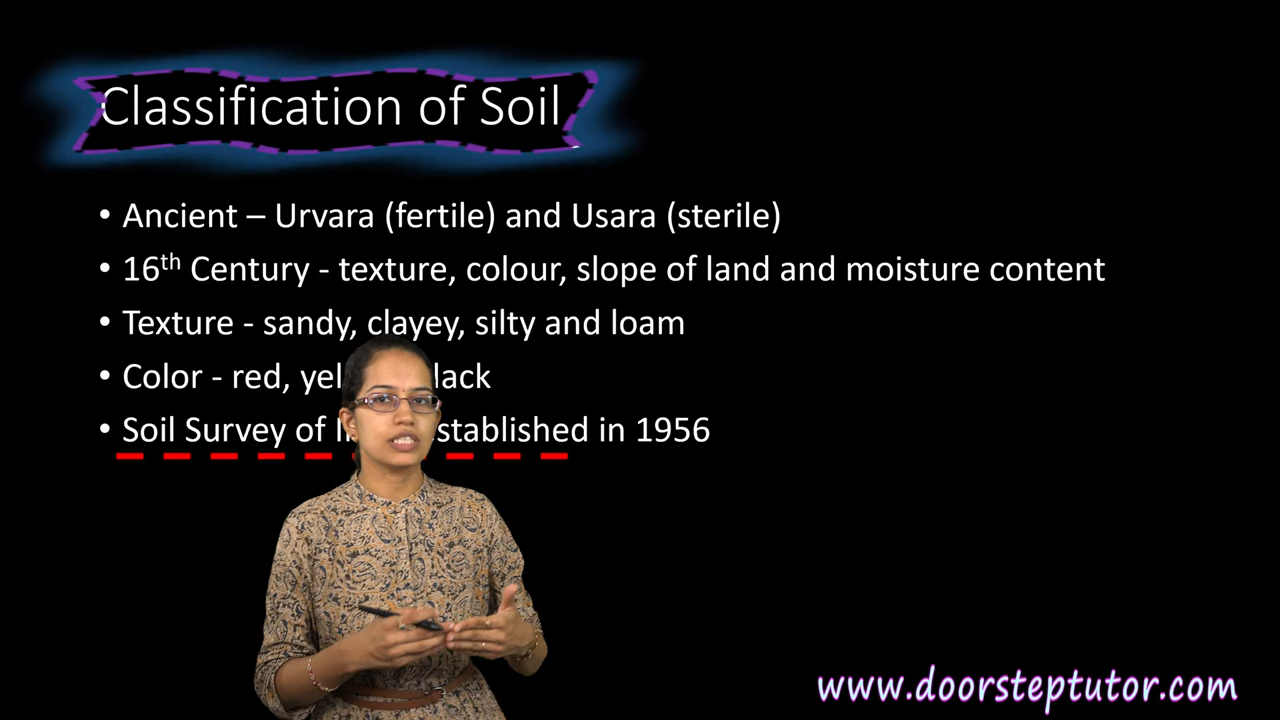 Classification of Soil
• Ancient – Urvara (fertile) and Usara (sterile)
• 16th Century - texture, colour, slope of land and moisture content
• Texture - sandy, clayey, silty and loam
• Color - red,
• Soil Survey of in 1956
www.doorsteptutor.com